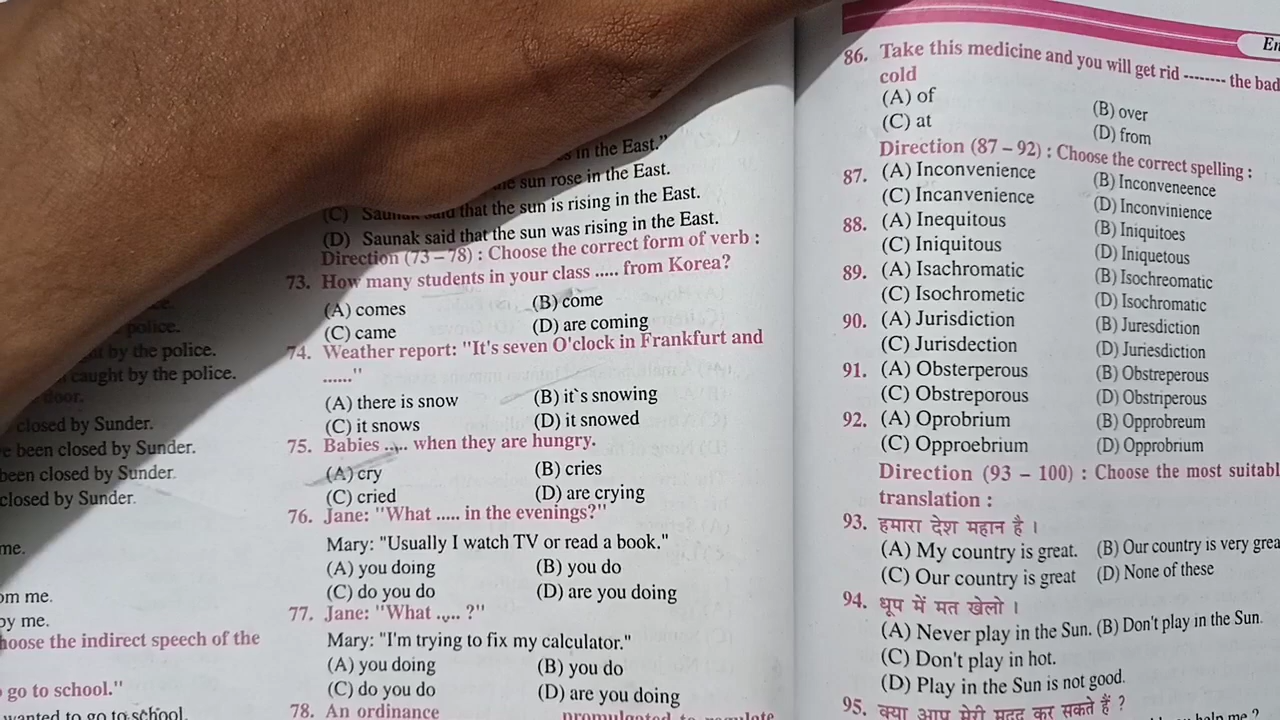 police.
by the police.
caught by the police.
door.
closed by Sunder.
been closed by Sunder.
been closed by Sunder.
closed by Sunder.
me.
me.
by me.
the indirect speech of the
go to school."
wanted to go to school.
in the East."
the sun rose in the East.
(C) Saunak said that the sun is rising in the East.
(D) Saunak said that the sun was rising in the East.
Direction (73 – 78) : Choose the correct form of verb :
73. How many students in your class ..... from Korea?
(A) comes (B) come
(C) came (D) are coming
74. Weather report: "It's seven O'clock in Frankfurt and
......"
(A) there is snow (B) it`s snowing
(C) it snows (D) it snowed
75. Babies ..... when they are hungry.
(A) cry (B) cries
(C) cried (D) are crying
76. Jane: "What ..... in the evenings?"
Mary: "Usually I watch TV or read a book."
(A) you doing (B) you do
(C) do you do (D) are you doing
77. Jane: "What ..... ?"
Mary: "I'm trying to fix my calculator."
(A) you doing (B) you do
(C) do you do (D) are you doing
78. An ordinance promulgated to regulate
86. Take this medicine and you will get rid -------- the bad
cold
(A) of (B) over
(C) at (D) from
Direction (87 – 92) : Choose the correct spelling :
87. (A) Inconvenience (B) Inconveneence
(C) Incanvenience (D) Inconvinience
88. (A) Inequitous (B) Iniquitoes
(C) Iniquitous (D) Iniquetous
89. (A) Isachromatic (B) Isochreomatic
(C) Isochrometic (D) Isochromatic
90. (A) Jurisdiction (B) Juresdiction
(C) Jurisdection (D) Juriesdiction
91. (A) Obsterperous (B) Obstreperous
(C) Obstreporous (D) Obstriperous
92. (A) Oprobrium (B) Opprobreum
(C) Opproebrium (D) Opprobrium
Direction (93 – 100) : Choose the most
translation :
93. हमारा देश महान है ।
(A) My country is great. (B) Our country is very
(C) Our country is great (D) None of these
94. धूप में मत खेलो ।
(A) Never play in the Sun. (B) Don't play in the Sun.
(C) Don't play in hot.
(D) Play in the Sun is not good.
95. क्या आप मेरी मदद कर सकते हैं ?
help me ?